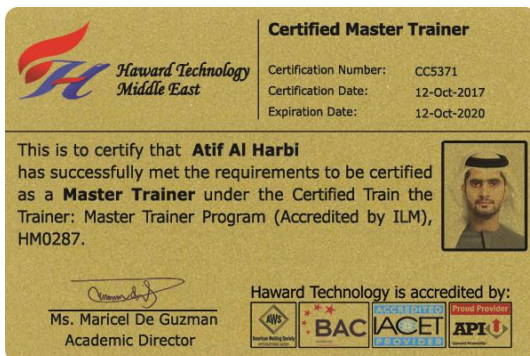 Haward Technology
Middle East
Certified Master Trainer
Certification Number: CC5371
Certification Date: 12-Oct-2017
Expiration Date: 12-Oct-2020
This is to certify that Atif Al Harbi
has successfully met the requirements to be certified
as a Master Trainer under the Certified Train the
Trainer: Master Trainer Program (Accredited by ILM),
HM0287.
Ms. Maricel De Guzman
Academic Director
Haward Technology is accredited by:
AWS
American Welding Society
BAC
ACCREDITED
IACET
PROVIDER
Proud Provider
API